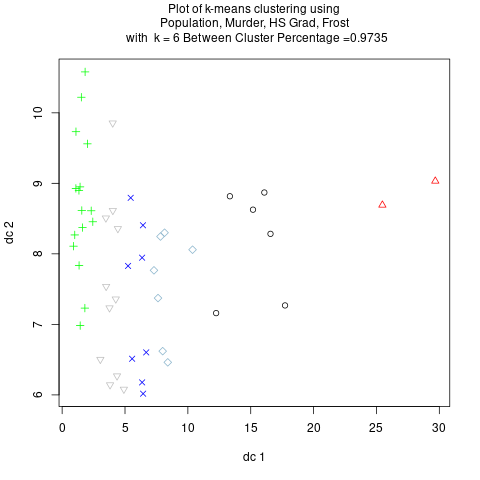 Plot of k-means clustering using
Population, Murder, HS Grad, Frost
with k = 6 Between Cluster Percentage =0.9735
10
9
8
7
6
dc 2
0 5 10 15 20 25 30
dc 1